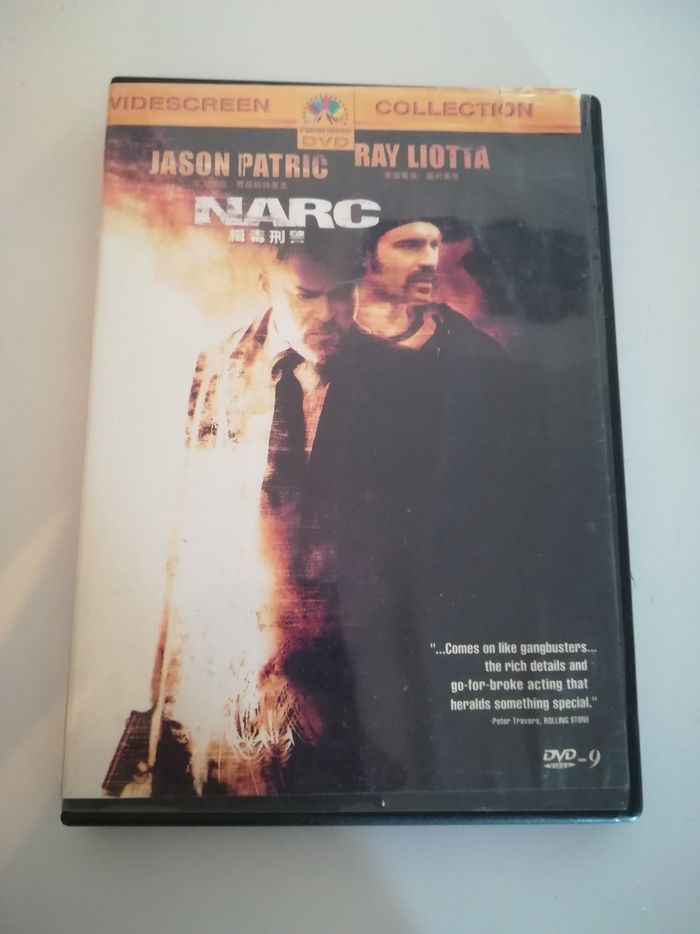 WIDESCREEN COLLECTION
DVD
JASON PATRIC RAY LIOTTA
NARC
緝毒刑警
"...Comes on like gangbusters...
the rich details and
go-for-broke acting that
heralds something special."
-Peter Travers, ROLLING STONE
DVD-9
VIDEO